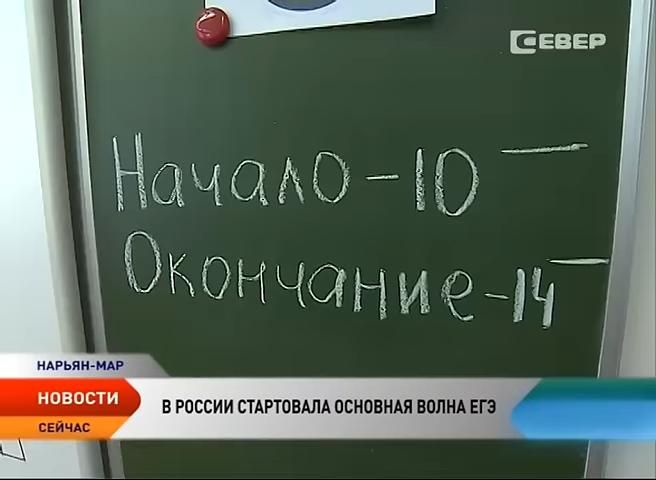 СЕВЕР
Начало - 10
Окончание - 14
НАРЬЯН-МАР
НОВОСТИ
СЕЙЧАС
В РОССИИ СТАРТОВАЛА ОСНОВНАЯ ВОЛНА ЕГЭ